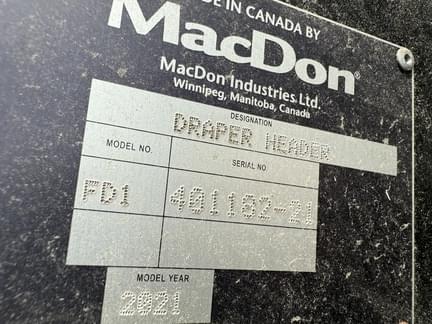 DE IN CANADA BY
MacDon®
MacDon Industries Ltd.
Winnipeg, Manitoba, Canada
DESIGNATION
DRAPER HEADER
MODEL NO.
SERIAL NO.
FD1
401162-21
MODEL YEAR
2021